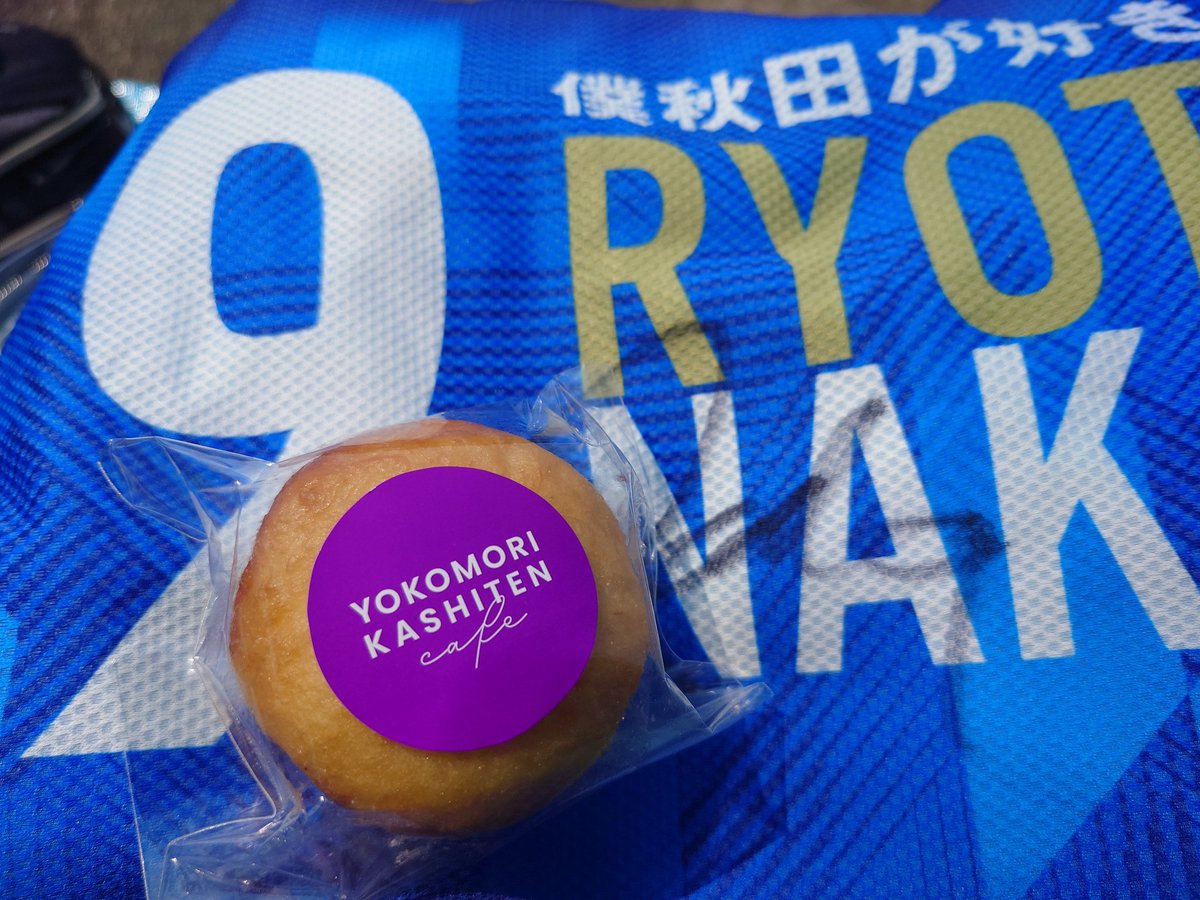 9
僕秋田が好き
RYOT
NAK
YOKOMORI
KASHITEN
cafe